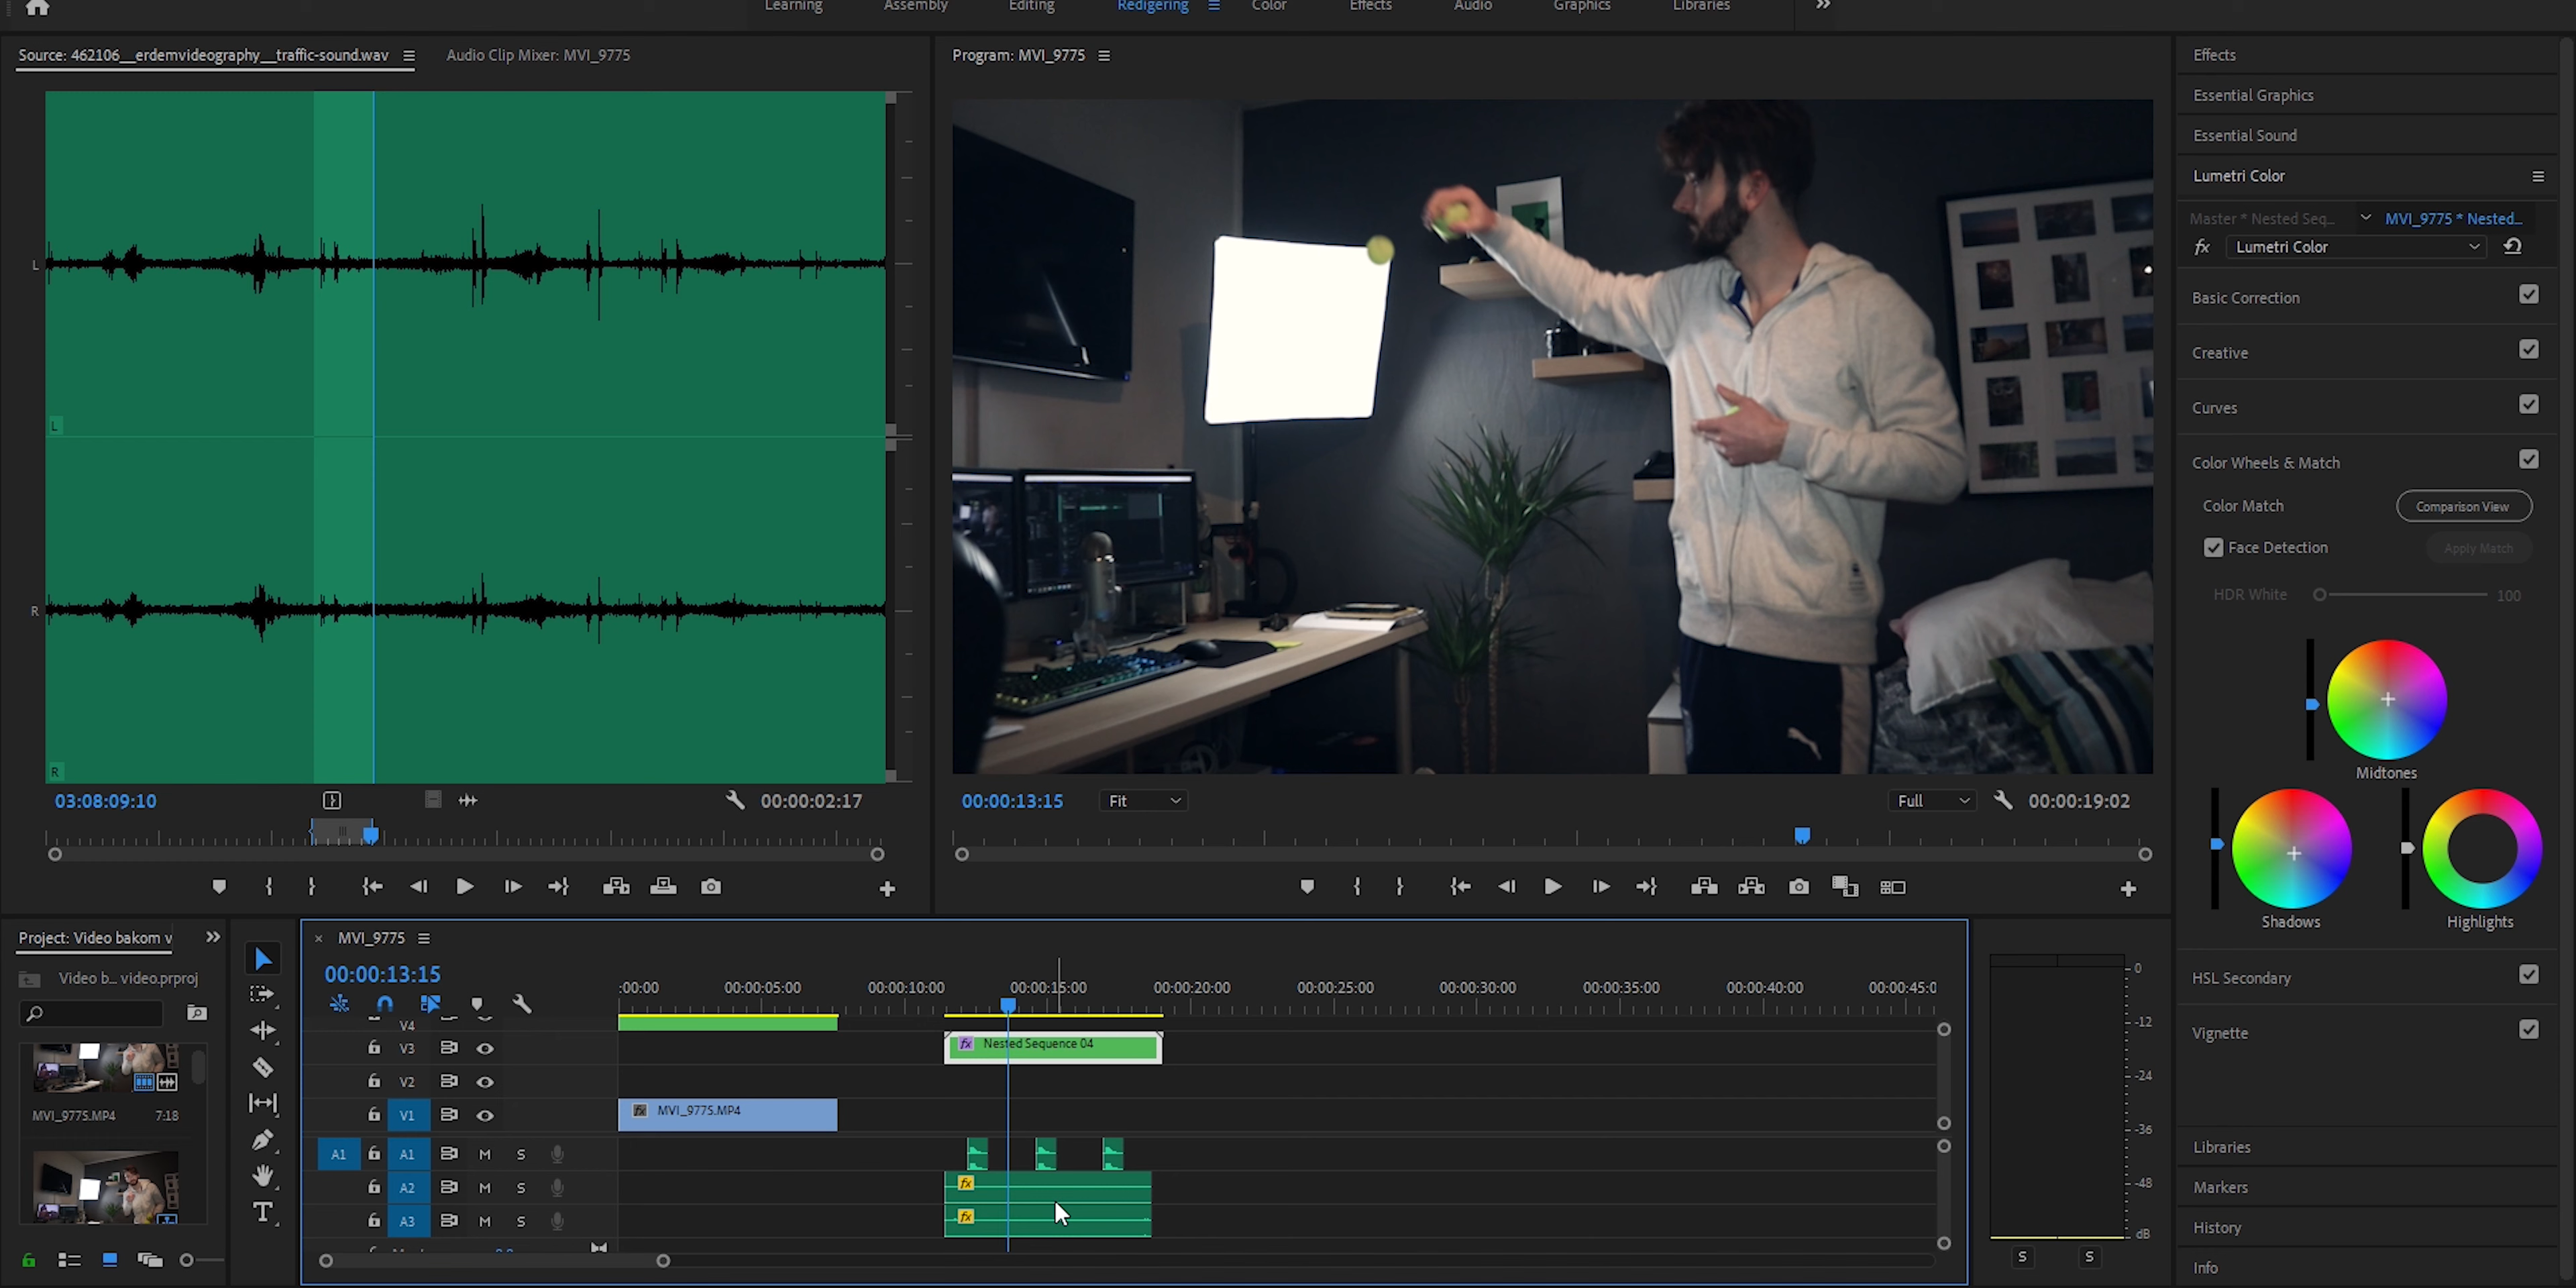 Learning Assembly Editing Redigering Color Effects Audio Graphics Libraries
Source: 462106__erdemvideography__traffic-sound.wav Audio Clip Mixer: MVI_9775
L
L
R
R
03:08:09:10 00:00:02:17
Program: MVI_9775
00:00:13:15 Fit Full 00:00:19:02
Effects
Essential Graphics
Essential Sound
Lumetri Color
Master * Nested Seq... MVI_9775 * Nested...
fx Lumetri Color
Basic Correction
Creative
Curves
Color Wheels & Match
Color Match Comparison View
Face Detection Apply Match
HDR White 100
Midtones
Shadows Highlights
HSL Secondary
Vignette
Libraries
Markers
History
Info
Project: Video bakom v
Video b... video.prproj
MVI_9775.MP4 7:18
MVI_9775
00:00:13:15
:00:00 00:00:05:00 00:00:10:00 00:00:15:00 00:00:20:00 00:00:25:00 00:00:30:00 00:00:35:00 00:00:40:00 00:00:45:0
V4
V3 fx Nested Sequence 04
V2
V1 fx MVI_9775.MP4
A1 A1 M S
A2 M S fx
A3 M S fx
0
-12
-24
-36
-48
dB
S S